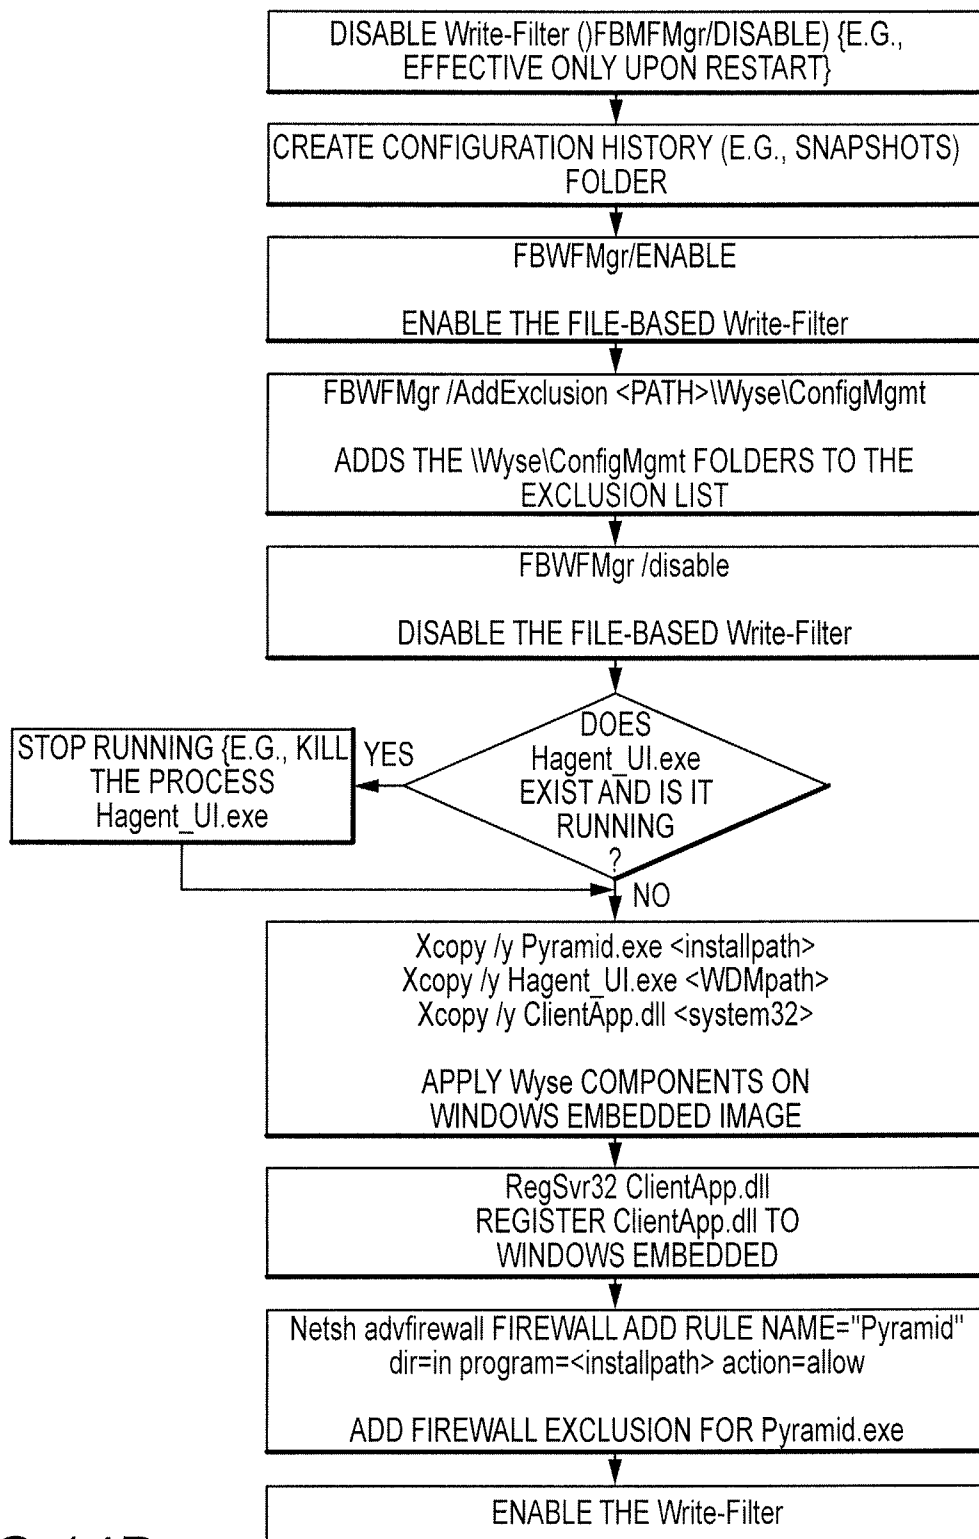 DISABLE Write-Filter ()FBMFMgr/DISABLE) {E.G.,
EFFECTIVE ONLY UPON RESTART}
CREATE CONFIGURATION HISTORY (E.G., SNAPSHOTS)
FOLDER
FBWFMgr/ENABLE
ENABLE THE FILE-BASED Write-Filter
FBWFMgr /AddExclusion <PATH>\Wyse\ConfigMgmt
ADDS THE \Wyse\ConfigMgmt FOLDERS TO THE
EXCLUSION LIST
FBWFMgr /disable
DISABLE THE FILE-BASED Write-Filter
DOES
Hagent_UI.exe
EXIST AND IS IT
RUNNING
?
YES
STOP RUNNING {E.G., KILL
THE PROCESS
Hagent_UI.exe
NO
Xcopy /y Pyramid.exe <installpath>
Xcopy /y Hagent_UI.exe <WDMpath>
Xcopy /y ClientApp.dll <system32>
APPLY Wyse COMPONENTS ON
WINDOWS EMBEDDED IMAGE
RegSvr32 ClientApp.dll
REGISTER ClientApp.dll TO
WINDOWS EMBEDDED
Netsh advfirewall FIREWALL ADD RULE NAME="Pyramid"
dir=in program=<installpath> action=allow
ADD FIREWALL EXCLUSION FOR Pyramid.exe
ENABLE THE Write-Filter